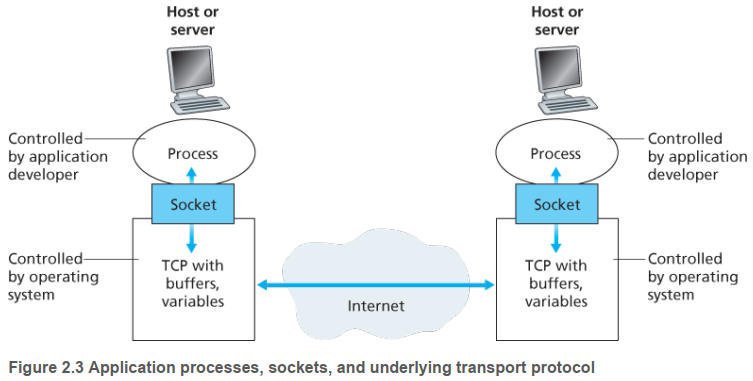 Host or
server
Host or
server
Controlled
by application
developer
Process
Process
Controlled
by application
developer
Socket
Socket
Controlled
by operating
system
TCP with
buffers,
variables
Internet
TCP with
buffers,
variables
Controlled
by operating
system
Figure 2.3 Application processes, sockets, and underlying transport protocol